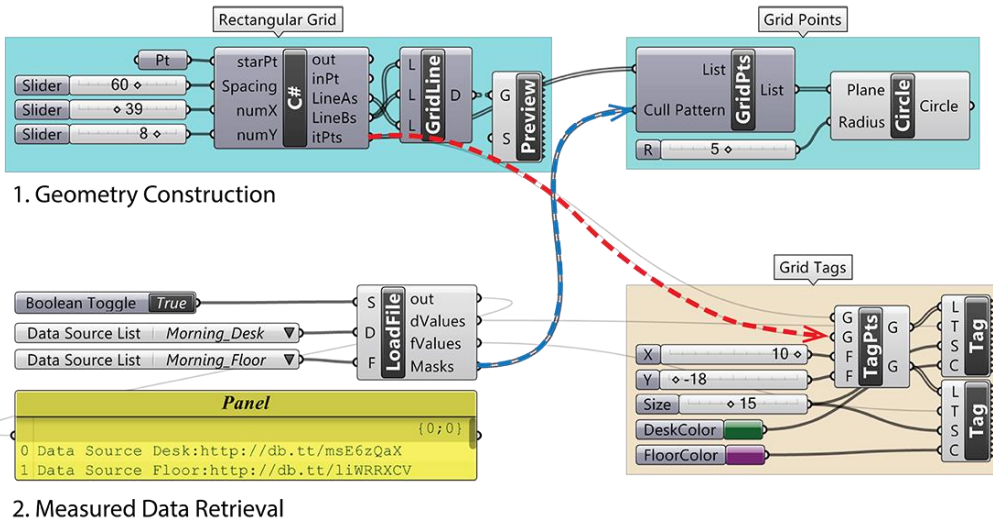 Rectangular Grid
Grid Points
Pt
Slider 60
Slider 39
Slider 8
starPt
Spacing
numX
numY
C#
out
inPt
LineAs
LineBs
itPts
L
L
L
GridLine
D
G
S
Preview
List
Cull Pattern
GridPts
List
R 5
Plane
Radius
Circle
Circle
1. Geometry Construction
Grid Tags
Boolean Toggle True
Data Source List Morning_Desk
Data Source List Morning_Floor
S
D
F
LoadFile
out
dValues
fValues
Masks
X 10
Y -18
Size 15
DeskColor
FloorColor
G
G
F
F
TagPts
G
G
L
T
S
C
Tag
L
T
S
C
Tag
Panel
{0;0}
0 Data Source Desk:http://db.tt/msE6zQaX
1 Data Source Floor:http://db.tt/liWRRXCV
2. Measured Data Retrieval